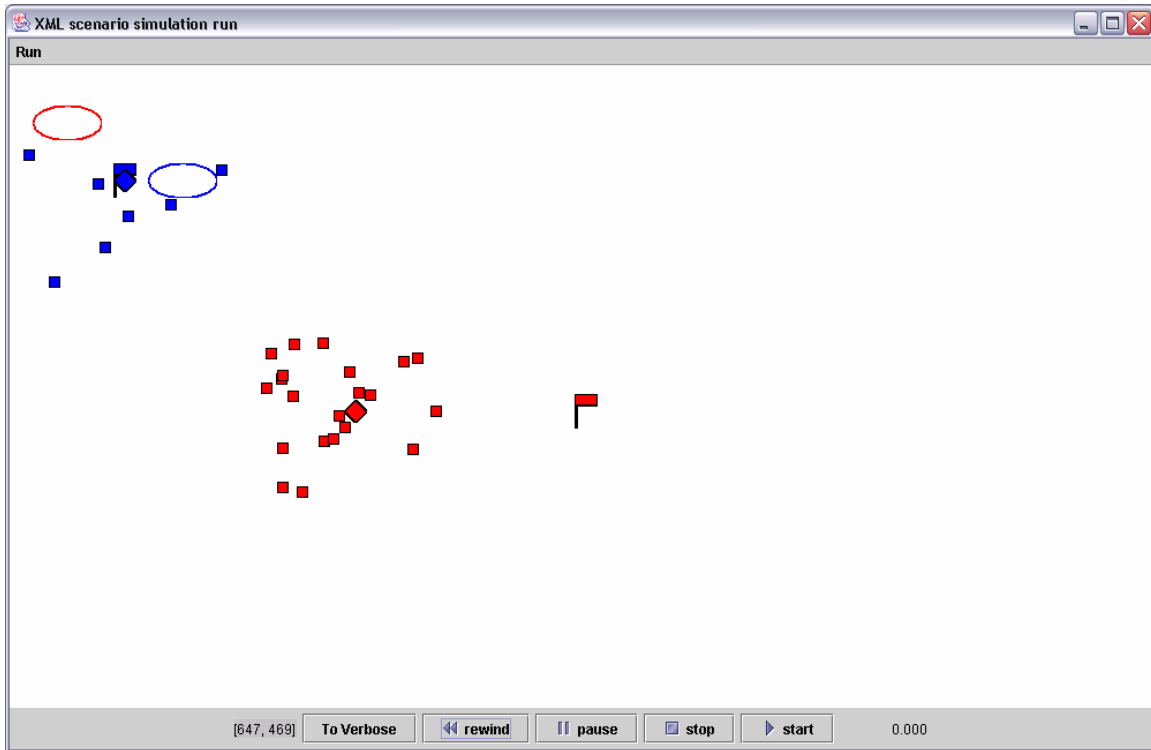 XML scenario simulation run
Run
[647, 469] To Verbose rewind pause stop start 0.000